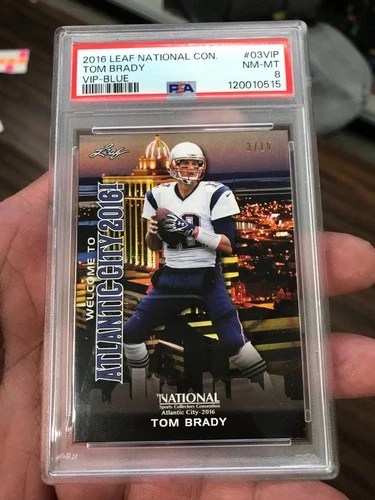 2016 LEAF NATIONAL CON. #03VIP
TOM BRADY NM-MT
VIP-BLUE PSA 8
120010515
Leaf
WELCOME TO
ATLANTIC CITY 2016!
THE NATIONAL
Sports Collectors Convention
Atlantic City-2016
TOM BRADY